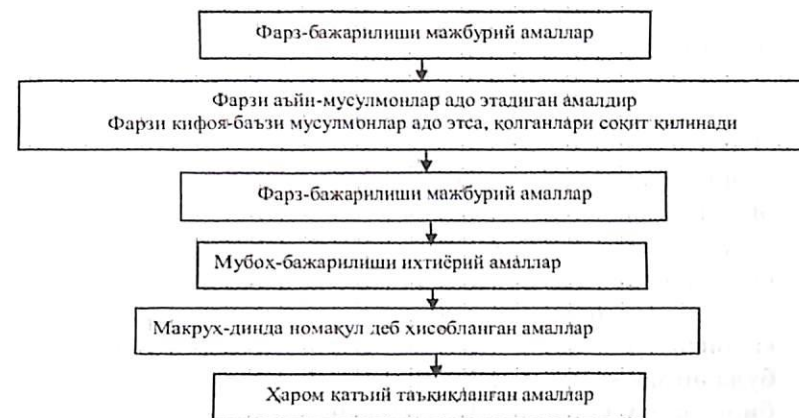 Фарз-бажарилиши мажбурий амаллар
Фарзи аъйн-мусулмонлар адо этадиган амалдир
Фарзи кифоя-баъзи мусулмонлар адо этса, қолганлари соқит қилинади
Фарз-бажарилиши мажбурий амаллар
Мубоҳ-бажарилиши ихтиёрий амаллар
Макруҳ-динда номақул деб ҳисобланган амаллар
Ҳаром қатъий таъқиқланган амаллар